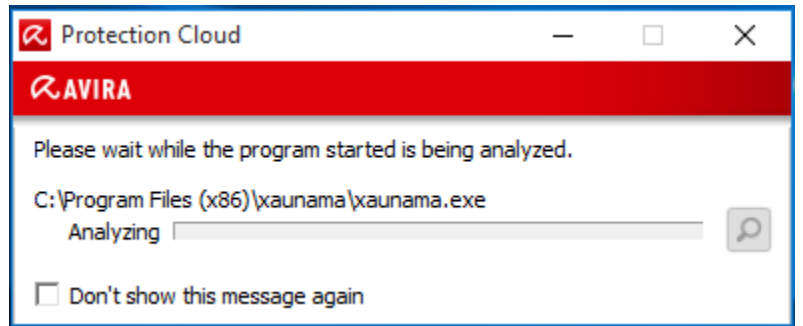 Protection Cloud
AVIRA
Please wait while the program started is being analyzed.
C:\Program Files (x86)\xaunama\xaunama.exe
Analyzing
Don't show this message again